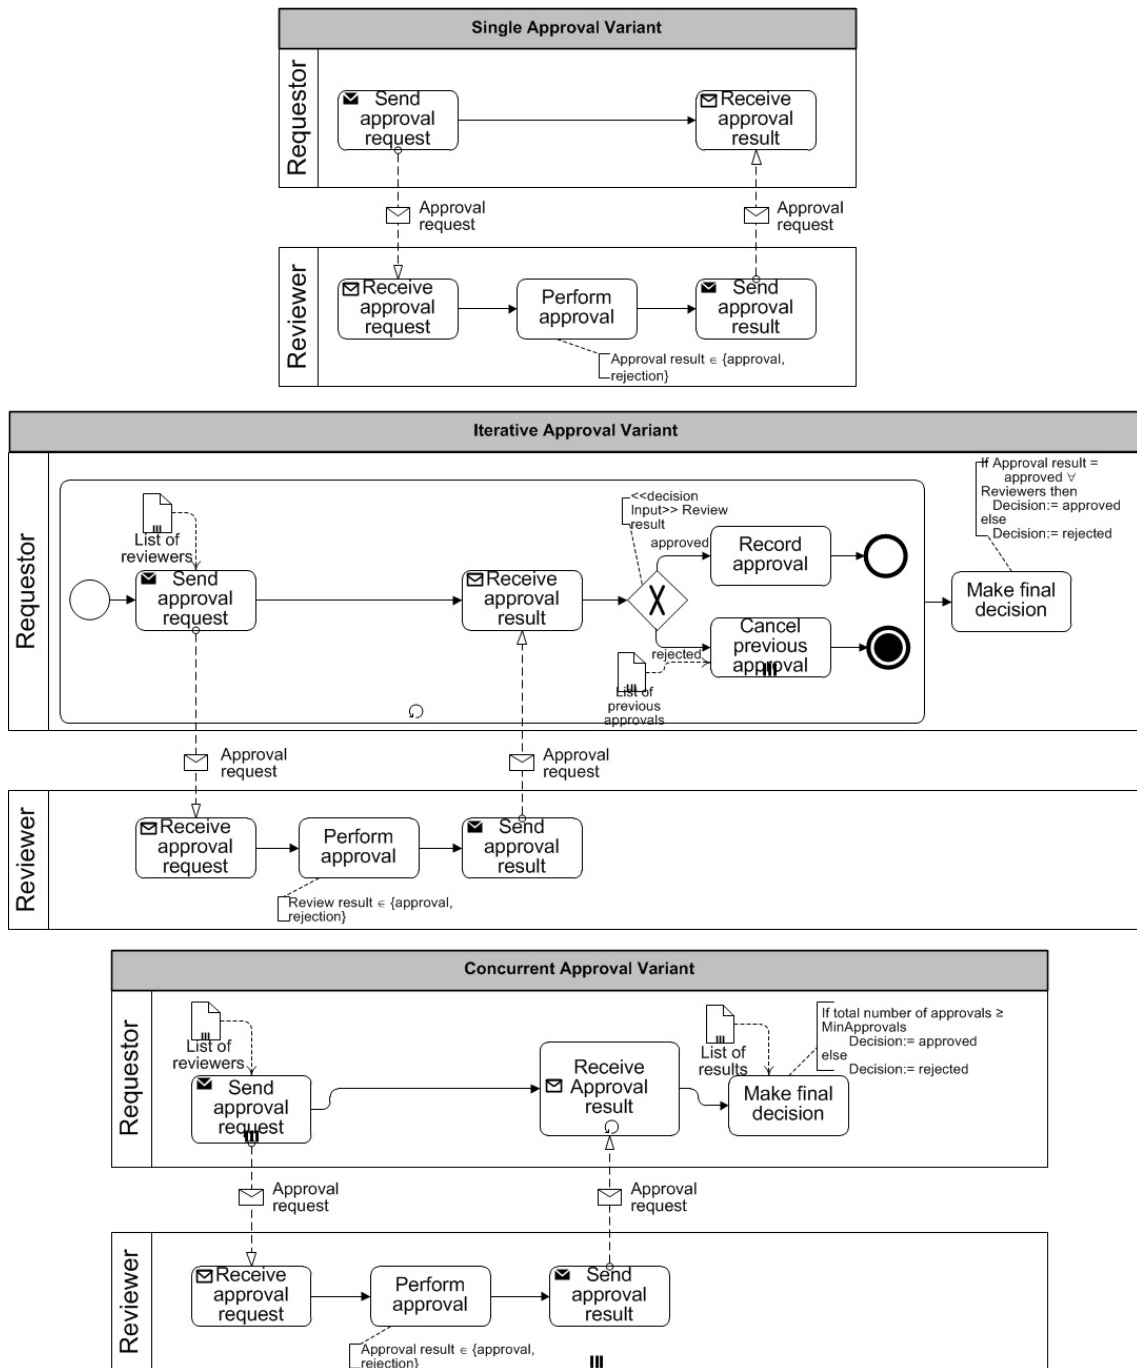 Single Approval Variant
Requestor
Send
approval
request
Receive
approval
result
Approval
request
Approval
request
Reviewer
Receive
approval
request
Perform
approval
Send
approval
result
Approval result ∈ {approval,
rejection}
Iterative Approval Variant
Requestor
List of
reviewers
Send
approval
request
Receive
approval
result
<<decision
Input>> Review
result
approved
rejected
Record
approval
Cancel
previous
approval
List of
previous
approvals
If Approval result =
approved ∀
Reviewers then
Decision:= approved
else
Decision:= rejected
Make final
decision
Approval
request
Approval
request
Reviewer
Receive
approval
request
Perform
approval
Send
approval
result
Review result ∈ {approval,
rejection}
Concurrent Approval Variant
Requestor
List of
reviewers
Send
approval
request
Receive
Approval
result
List of
results
Make final
decision
If total number of approvals ≥
MinApprovals
Decision:= approved
else
Decision:= rejected
Approval
request
Approval
request
Reviewer
Receive
approval
request
Perform
approval
Send
approval
result
Approval result ∈ {approval,
rejection}